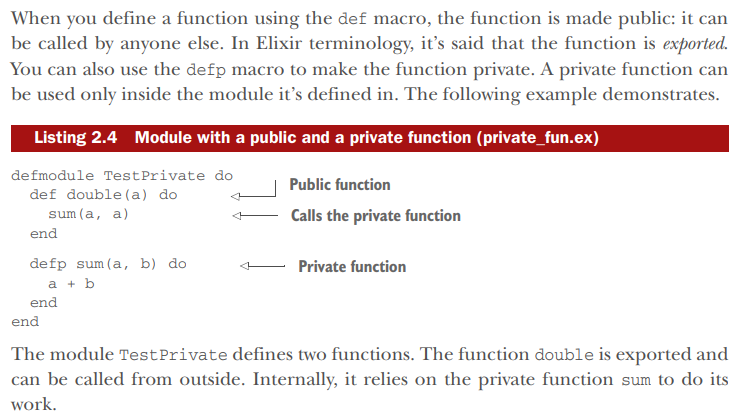 When you define a function using the def macro, the function is made public: it can
be called by anyone else. In Elixir terminology, it's said that the function is exported.
You can also use the defp macro to make the function private. A private function can
be used only inside the module it's defined in. The following example demonstrates.
Listing 2.4 Module with a public and a private function (private_fun.ex)
defmodule TestPrivate do
  def double(a) do
Public function
    sum(a, a)
Calls the private function
  end
  defp sum(a, b) do
Private function
    a + b
  end
end
The module TestPrivate defines two functions. The function double is exported and
can be called from outside. Internally, it relies on the private function sum to do its
work.